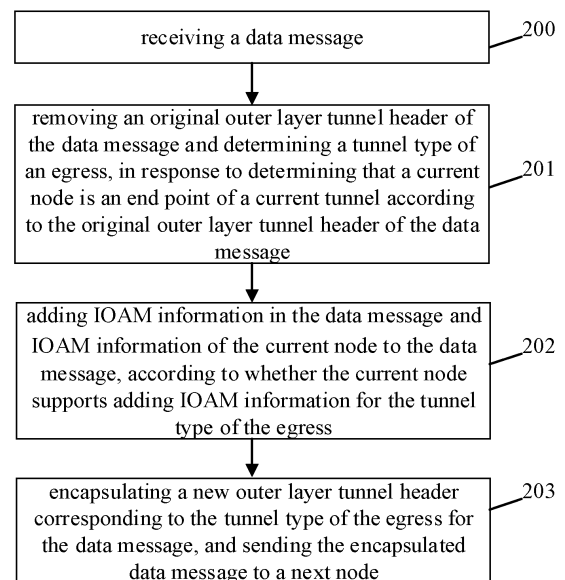 receiving a data message
200
removing an original outer layer tunnel header of
the data message and determining a tunnel type of
an egress, in response to determining that a current
node is an end point of a current tunnel according
to the original outer layer tunnel header of the data
message
201
adding IOAM information in the data message and
IOAM information of the current node to the data
message, according to whether the current node
supports adding IOAM information for the tunnel
type of the egress
202
encapsulating a new outer layer tunnel header
corresponding to the tunnel type of the egress for
the data message, and sending the encapsulated
data message to a next node
203